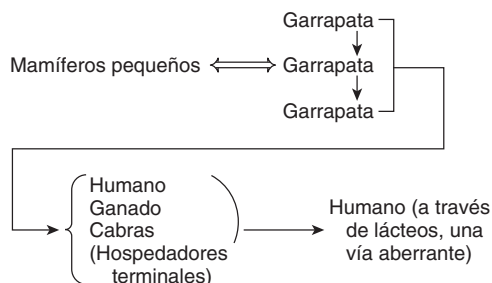 Garrapata
Mamíferos pequeños
Garrapata
Garrapata
Humano
Ganado
Cabras
(Hospedadores
terminales)
Humano (a través
de lácteos, una
vía aberrante)